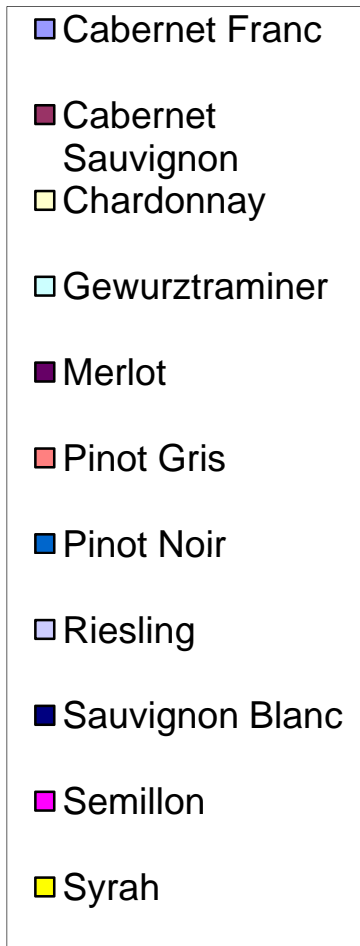 Cabernet Franc
Cabernet
Sauvignon
Chardonnay
Gewurztraminer
Merlot
Pinot Gris
Pinot Noir
Riesling
Sauvignon Blanc
Semillon
Syrah